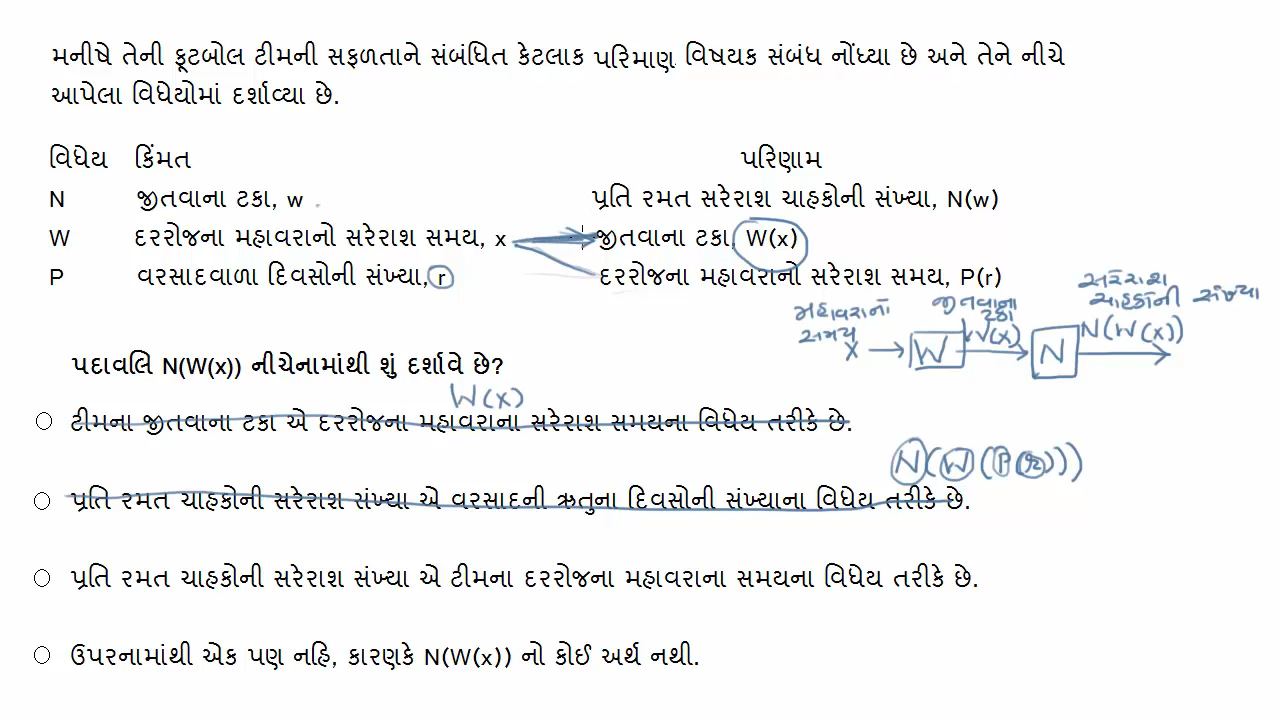 મનીષે તેની ફૂટબોલ ટીમની સફળતાને સંબંધિત કેટલાક પરિમાણ વિષયક સંબંધ નોંધ્યા છે અને તેને નીચે
આપેલા વિધેયોમાં દર્શાવ્યા છે.
વિધેય કિંમત પરિણામ
N જીતવાના ટકા, w પ્રતિ રમત સરેરાશ ચાહકોની સંખ્યા, N(w)
W દરરોજના મહાવરાનો સરેરાશ સમય, x જીતવાના ટકા, W(x)
P વરસાદવાળા દિવસોની સંખ્યા, r દરરોજના મહાવરાનો સરેરાશ સમય, P(r)
મહાવરાનો સમય જીતવાના ટકા સરેરાશ ચાહકોની સંખ્યા
x W W(x) N N(W(x))
પદાવલિ N(W(x)) નીચેનામાંથી શું દર્શાવે છે?
W(x)
ટીમના જીતવાના ટકા એ દરરોજના મહાવરાના સરેરાશ સમયના વિધેય તરીકે છે.
N(W(P(r)))
પ્રતિ રમત ચાહકોની સરેરાશ સંખ્યા એ વરસાદની ઋતુના દિવસોની સંખ્યાના વિધેય તરીકે છે.
પ્રતિ રમત ચાહકોની સરેરાશ સંખ્યા એ ટીમના દરરોજના મહાવરાના સમયના વિધેય તરીકે છે.
ઉપરનામાંથી એક પણ નહિ, કારણકે N(W(x)) નો કોઈ અર્થ નથી.